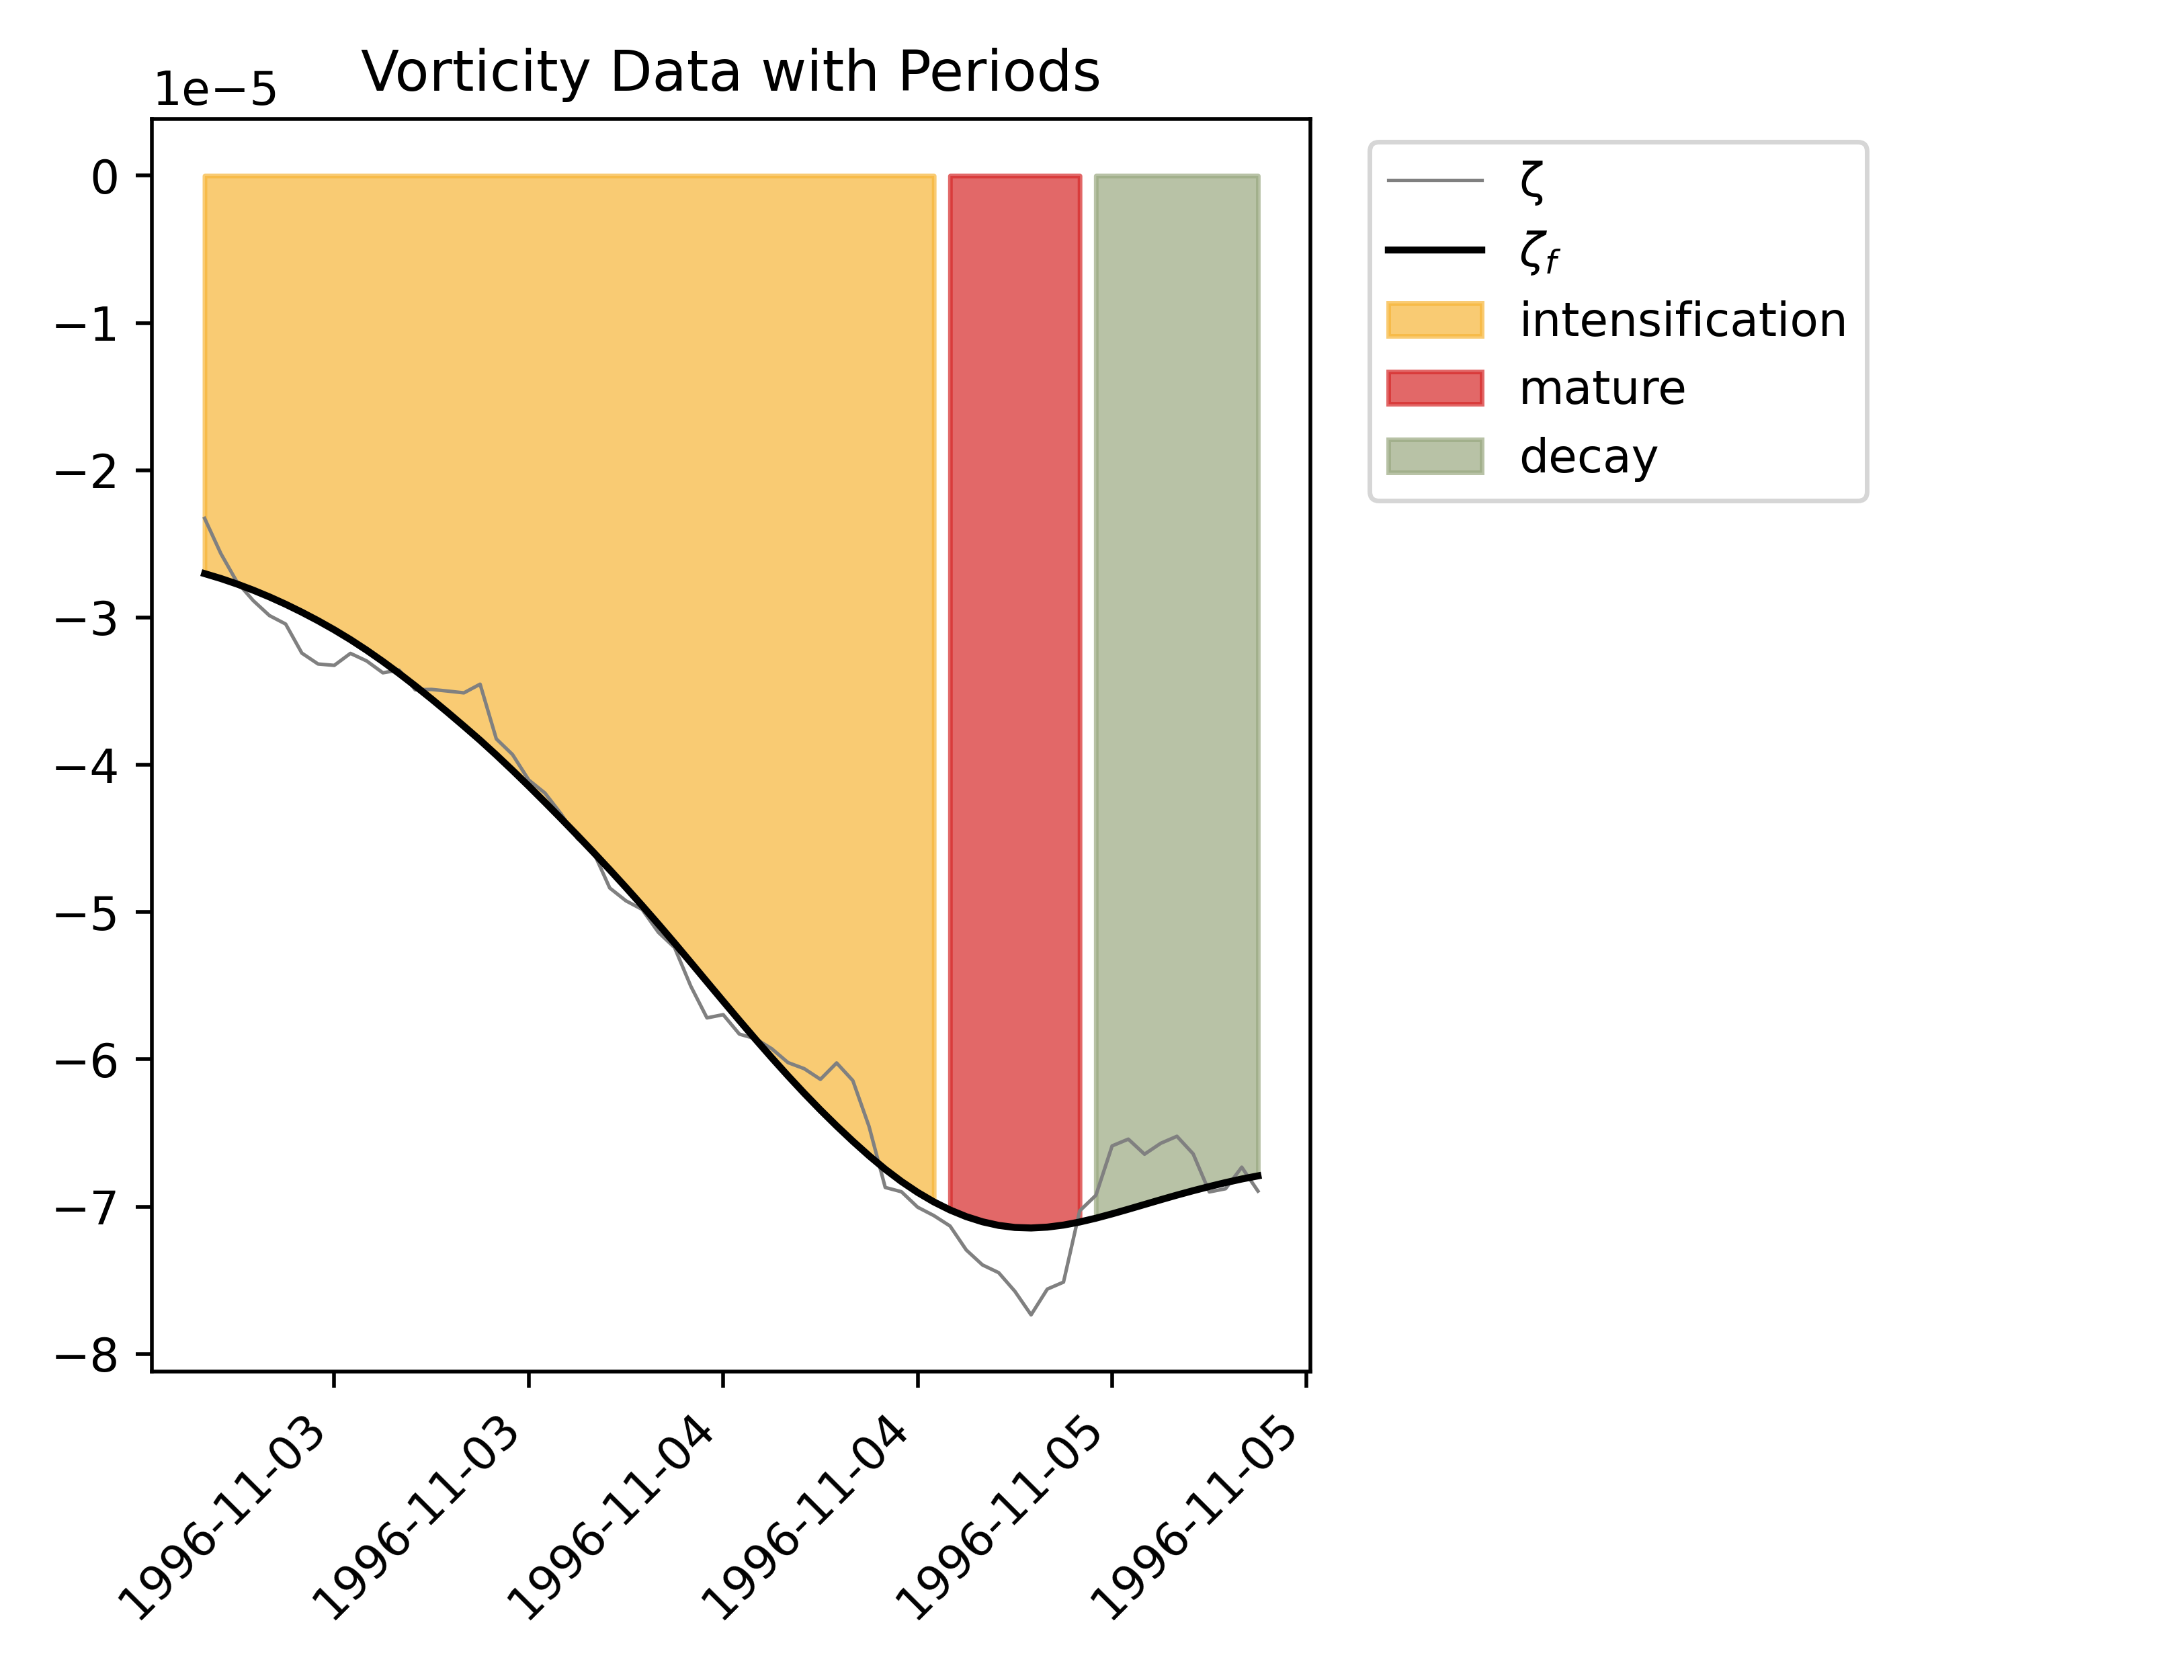 Vorticity Data with Periods
1e−5
0
−1
−2
−3
−4
−5
−6
−7
−8
1996-11-03
1996-11-03
1996-11-04
1996-11-04
1996-11-05
1996-11-05
ζ
ζf
intensification
mature
decay